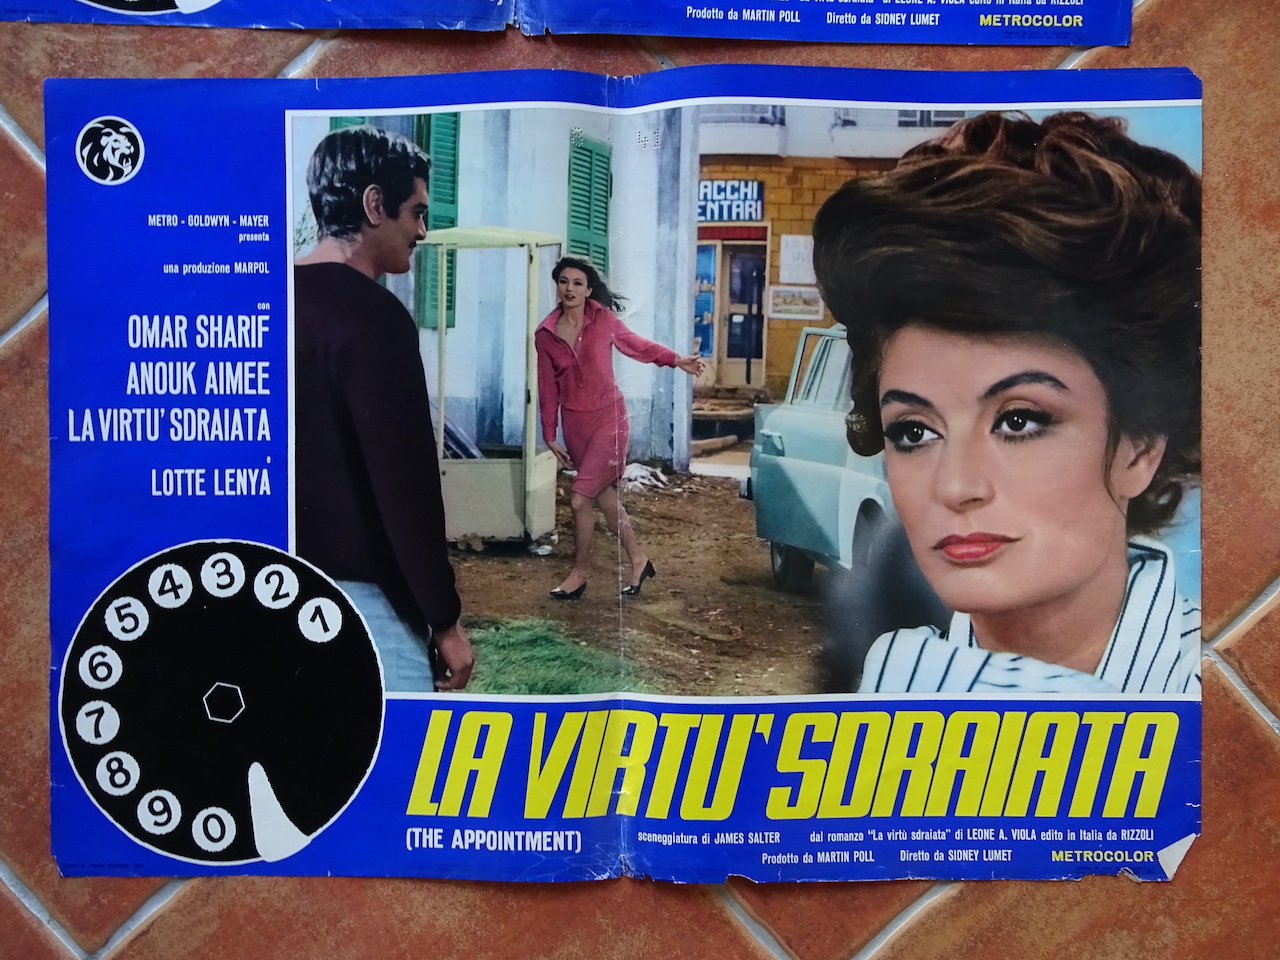 Prodotto da MARTIN POLL Diretto da SIDNEY LUMET METROCOLOR
METRO - GOLDWYN - MAYER
presenta
una produzione MARPOL
con
OMAR SHARIF
ANOUK AIMEE
LA VIRTU' SDRAIATA
e
LOTTE LENYA
41
ACCHI
ENTARI
1
2
3
4
5
6
7
8
9
0
LA VIRTU' SDRAIATA
(THE APPOINTMENT)
sceneggiatura di JAMES SALTER dal romanzo "La virtù sdraiata" di LEONE A. VIOLA edito in Italia da RIZZOLI
Prodotto da MARTIN POLL Diretto da SIDNEY LUMET METROCOLOR